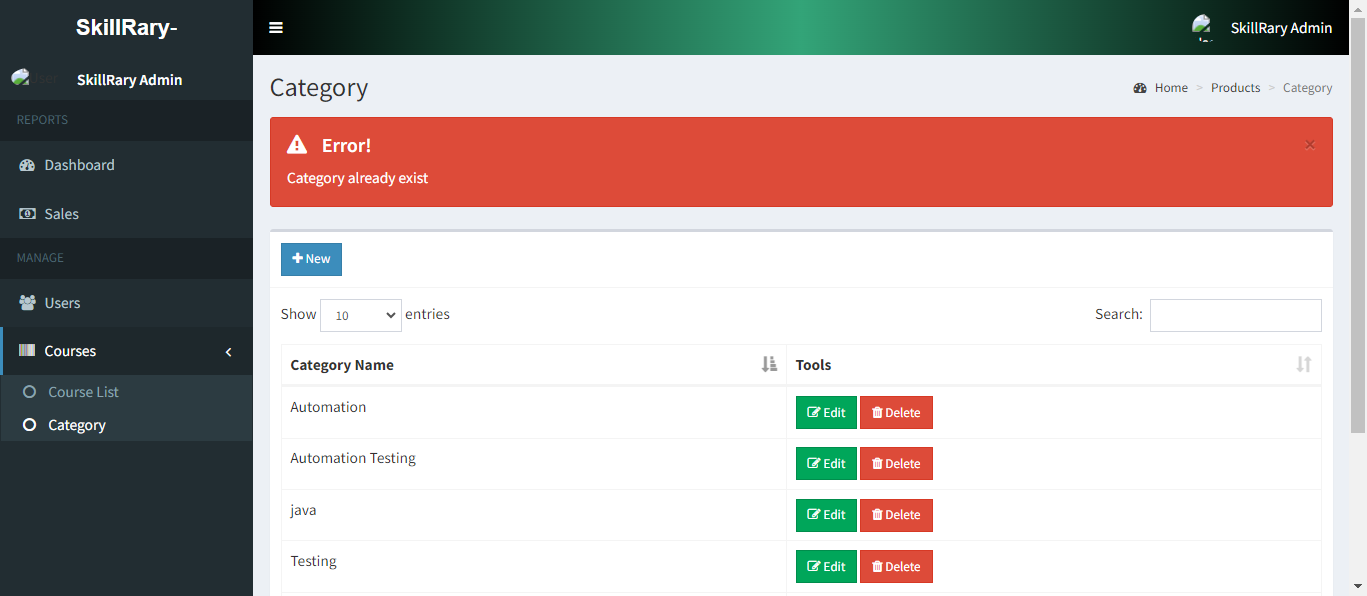 SkillRary-
SkillRary Admin
SkillRary Admin
REPORTS
Dashboard
Sales
MANAGE
Users
Courses
Course List
Category
Category
Home > Products > Category
Error!
×
Category already exist
New
Show 10 entries
Search:
Category Name Tools
Automation Edit Delete
Automation Testing Edit Delete
java Edit Delete
Testing Edit Delete